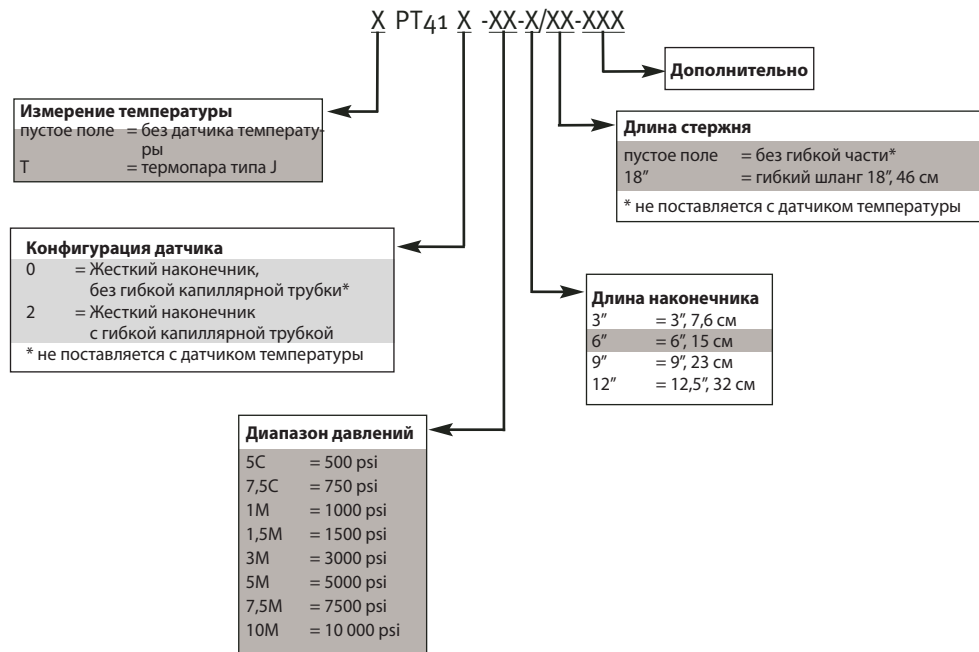 X PT41 X -XX-X/XX-XXX
Дополнительно
Измерение температуры
пустое поле = без датчика температу-
ры
T = термопара типа J
Длина стержня
пустое поле = без гибкой части*
18” = гибкий шланг 18”, 46 см
* не поставляется с датчиком температуры
Конфигурация датчика
0 = Жесткий наконечник,
без гибкой капиллярной трубки*
2 = Жесткий наконечник
с гибкой капиллярной трубкой
* не поставляется с датчиком температуры
Длина наконечника
3” = 3”, 7,6 см
6” = 6”, 15 см
9” = 9”, 23 см
12” = 12,5”, 32 см
Диапазон давлений
5C = 500 psi
7,5C = 750 psi
1M = 1000 psi
1,5M = 1500 psi
3M = 3000 psi
5M = 5000 psi
7,5M = 7500 psi
10M = 10 000 psi